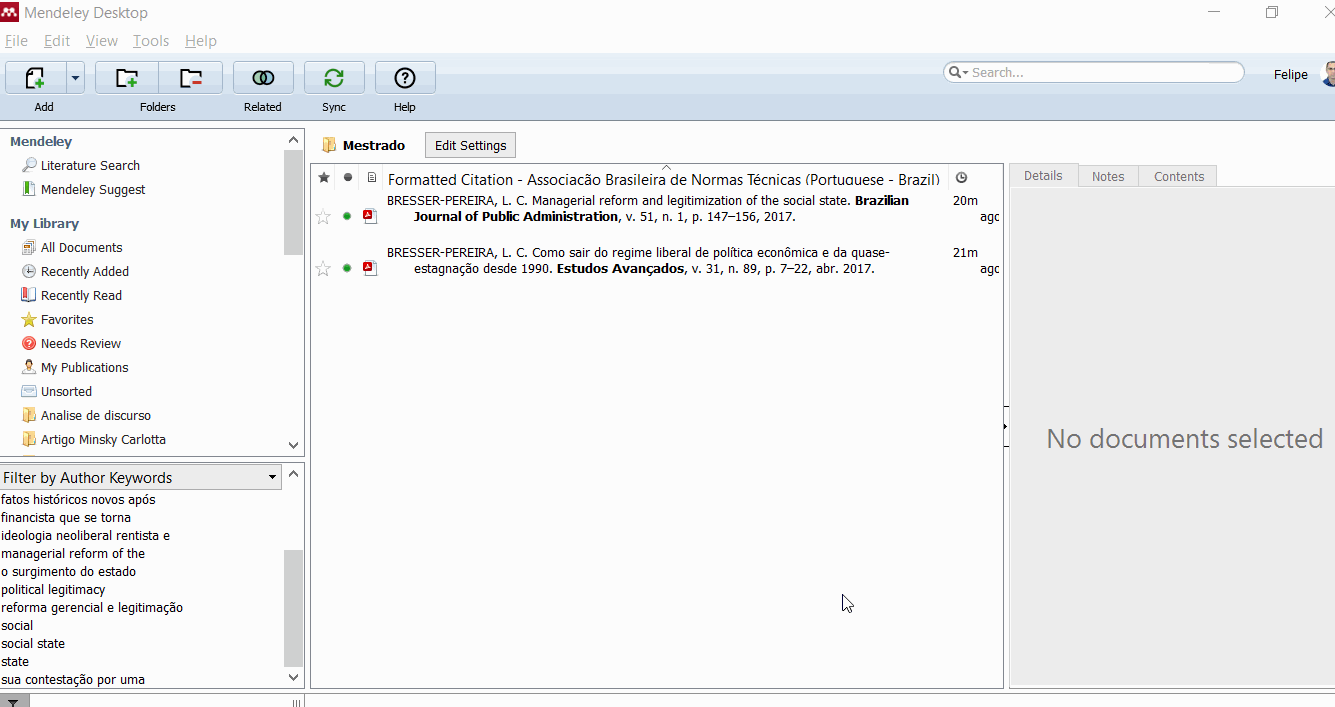 Mendeley Desktop
File Edit View Tools Help
Add Folders Related Sync Help
Search...
Felipe
Mendeley
Literature Search
Mendeley Suggest
My Library
All Documents
Recently Added
Recently Read
Favorites
Needs Review
My Publications
Unsorted
Analise de discurso
Artigo Minsky Carlotta
Filter by Author Keywords
fatos históricos novos após
financista que se torna
ideologia neoliberal rentista e
managerial reform of the
o surgimento do estado
political legitimacy
reforma gerencial e legitimação
social
social state
state
sua contestação por uma
Mestrado Edit Settings
Formatted Citation - Associacão Brasileira de Normas Técnicas (Portuguese - Brazil)
BRESSER-PEREIRA, L. C. Managerial reform and legitimization of the social state. Brazilian 20m
Journal of Public Administration, v. 51, n. 1, p. 147–156, 2017. ago
BRESSER-PEREIRA, L. C. Como sair do regime liberal de política econômica e da quase- 21m
estagnação desde 1990. Estudos Avançados, v. 31, n. 89, p. 7–22, abr. 2017. ago
Details Notes Contents
No documents selected